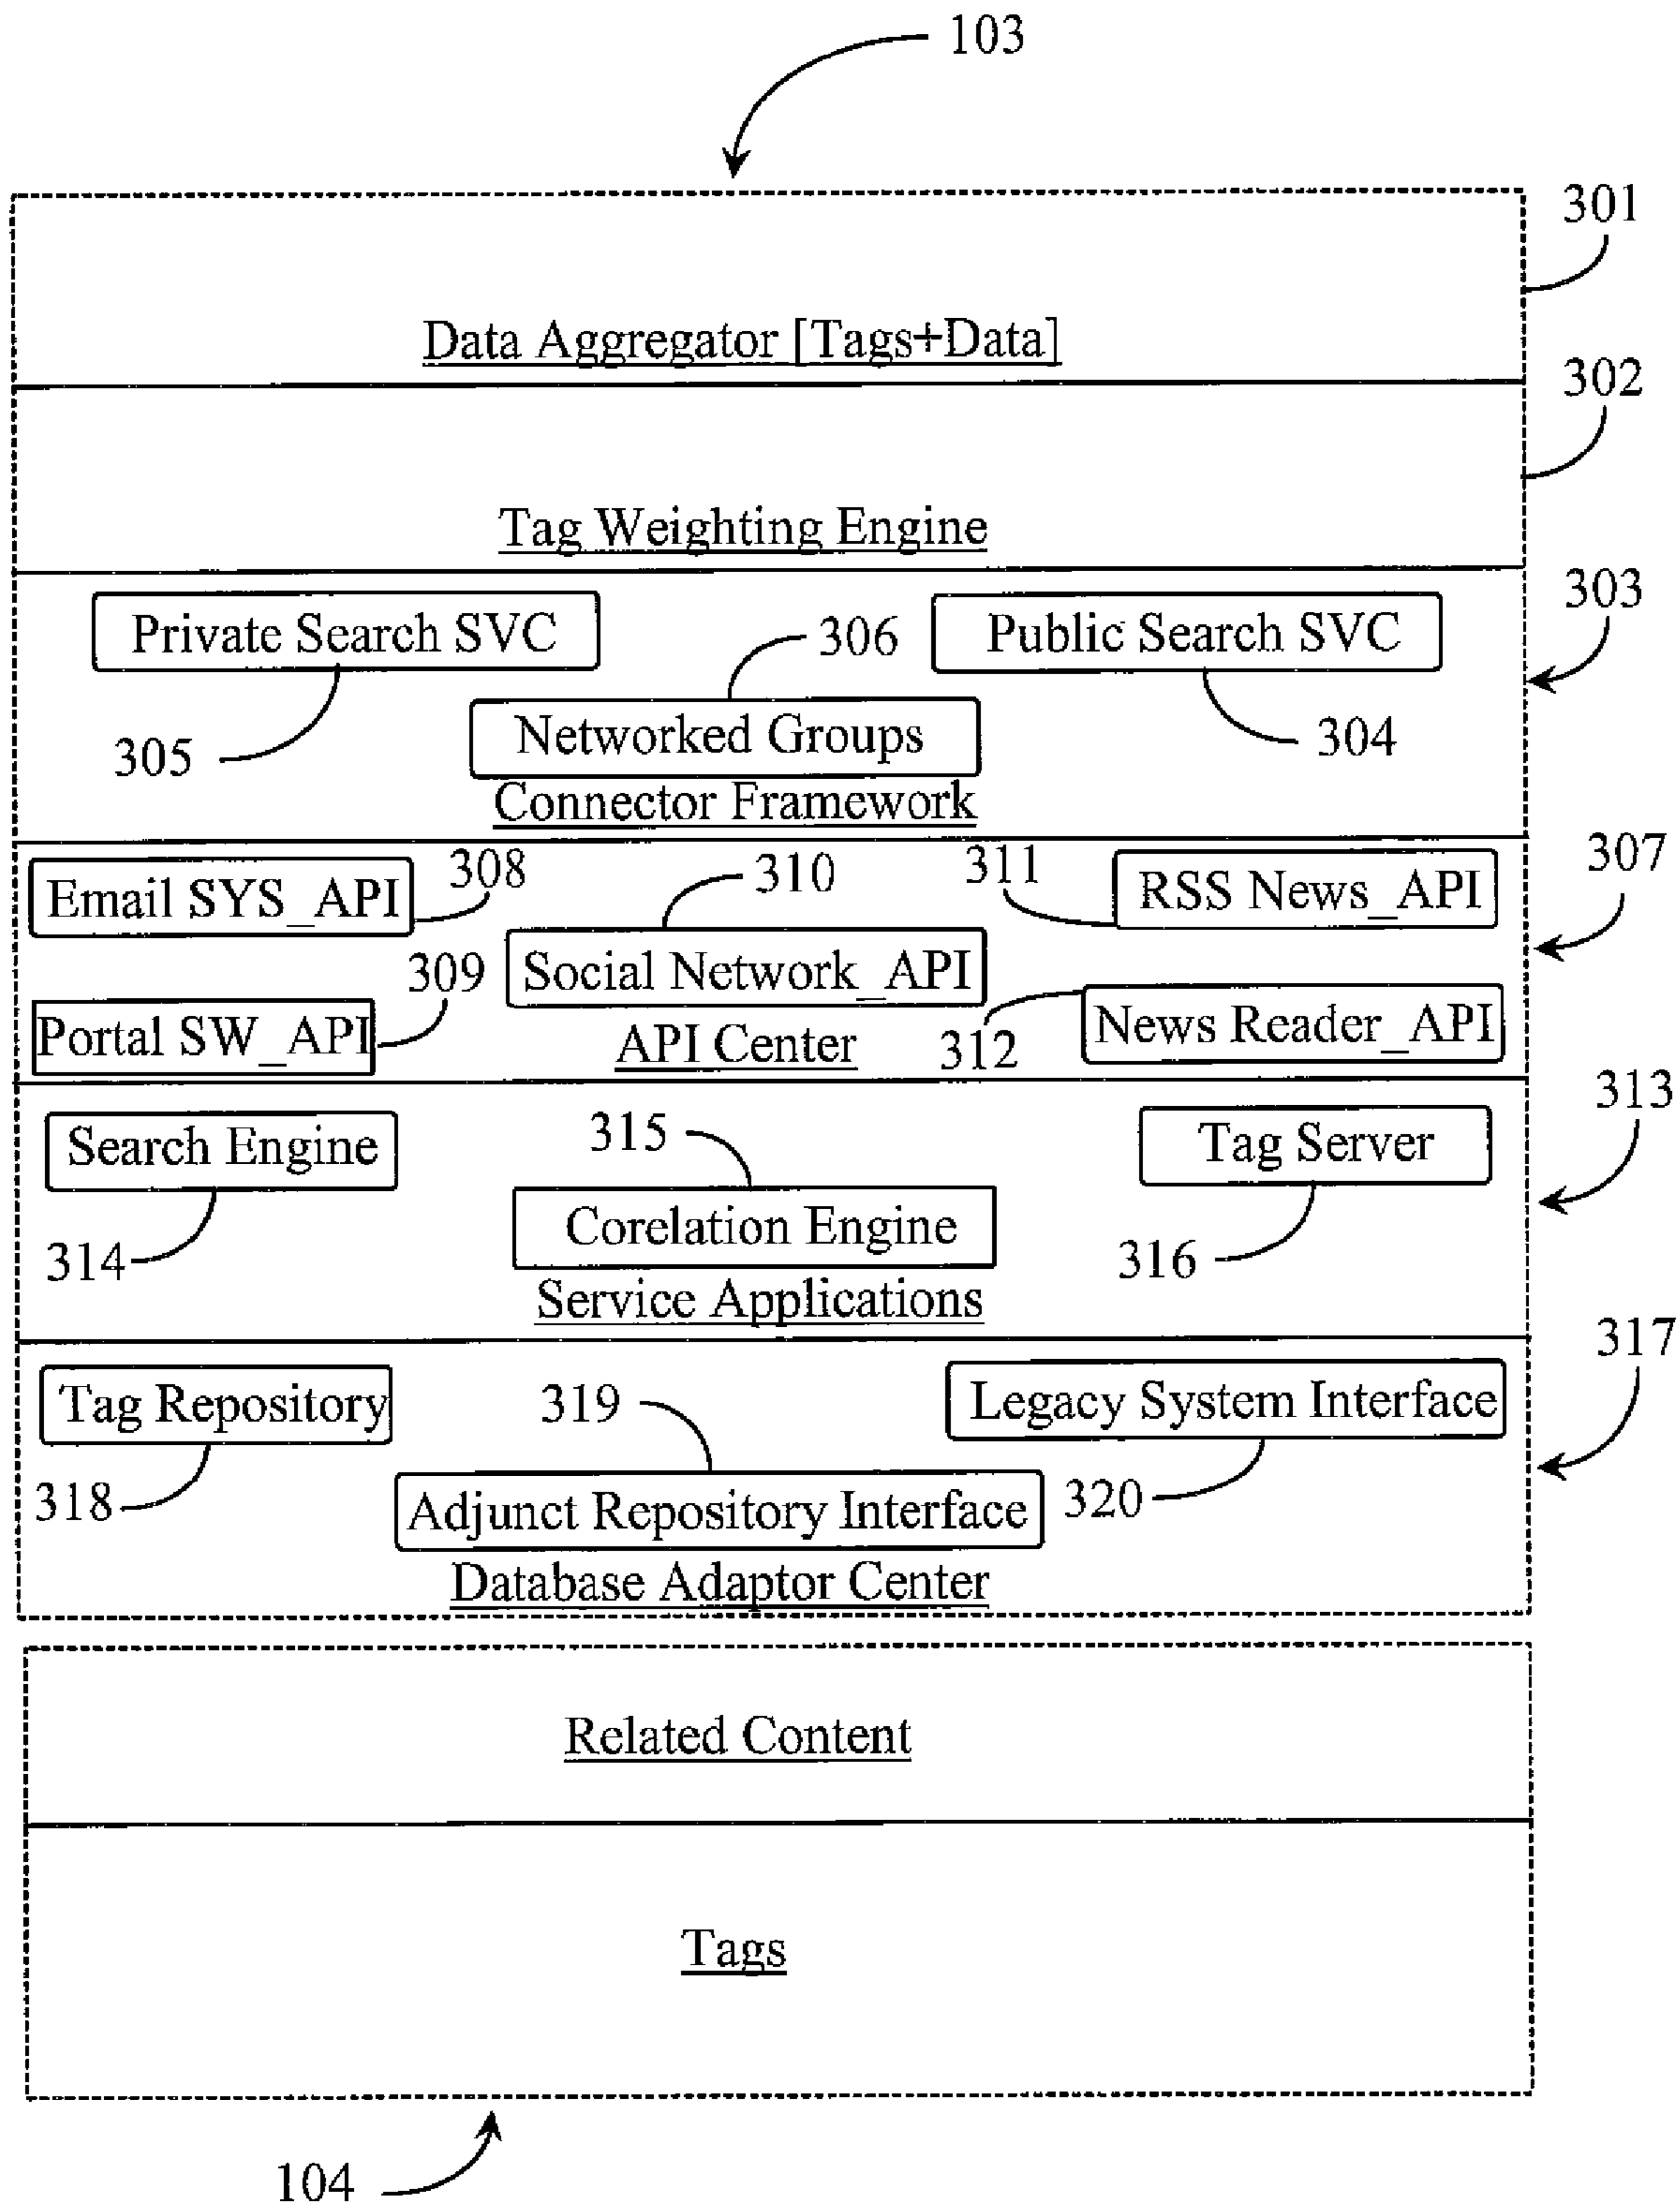 103
301
Data Aggregator [Tags+Data]
302
Tag Weighting Engine
303
Private Search SVC
306
Public Search SVC
305
Networked Groups
304
Connector Framework
307
Email SYS_API
308
310
311
RSS News_API
309
Social Network_API
Portal SW_API
API Center
312
News Reader_API
313
Search Engine
315
Tag Server
314
Corelation Engine
316
Service Applications
317
Tag Repository
319
Legacy System Interface
318
Adjunct Repository Interface
320
Database Adaptor Center
Related Content
Tags
104